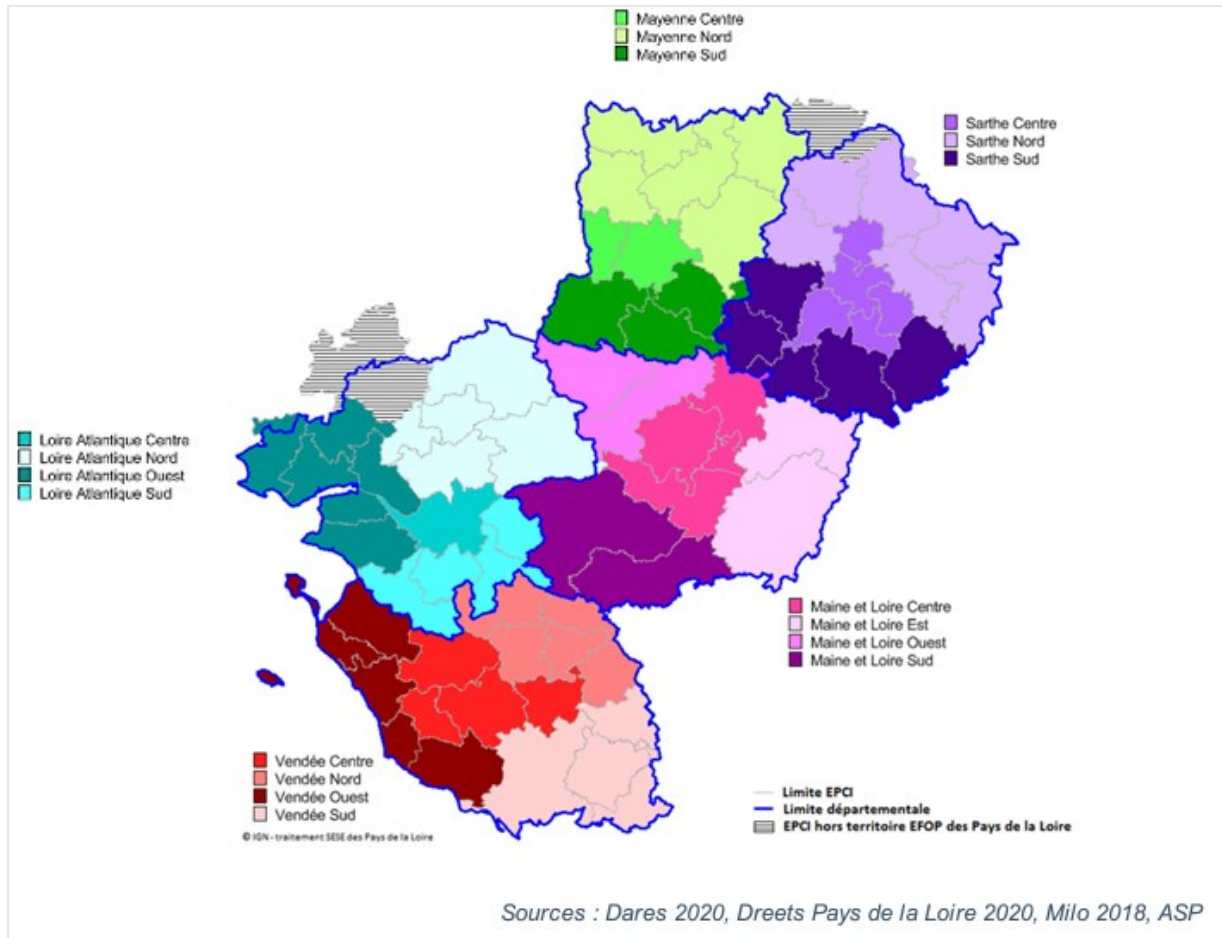 Mayenne Centre
Mayenne Nord
Mayenne Sud
Sarthe Centre
Sarthe Nord
Sarthe Sud
Loire Atlantique Centre
Loire Atlantique Nord
Loire Atlantique Ouest
Loire Atlantique Sud
Maine et Loire Centre
Maine et Loire Est
Maine et Loire Ouest
Maine et Loire Sud
Vendée Centre
Vendée Nord
Vendée Ouest
Vendée Sud
© IGN - traitement SESE des Pays de la Loire
Limite EPCI
Limite départementale
EPCI hors territoire EFOP des Pays de la Loire
Sources : Dares 2020, Dreets Pays de la Loire 2020, Milo 2018, ASP